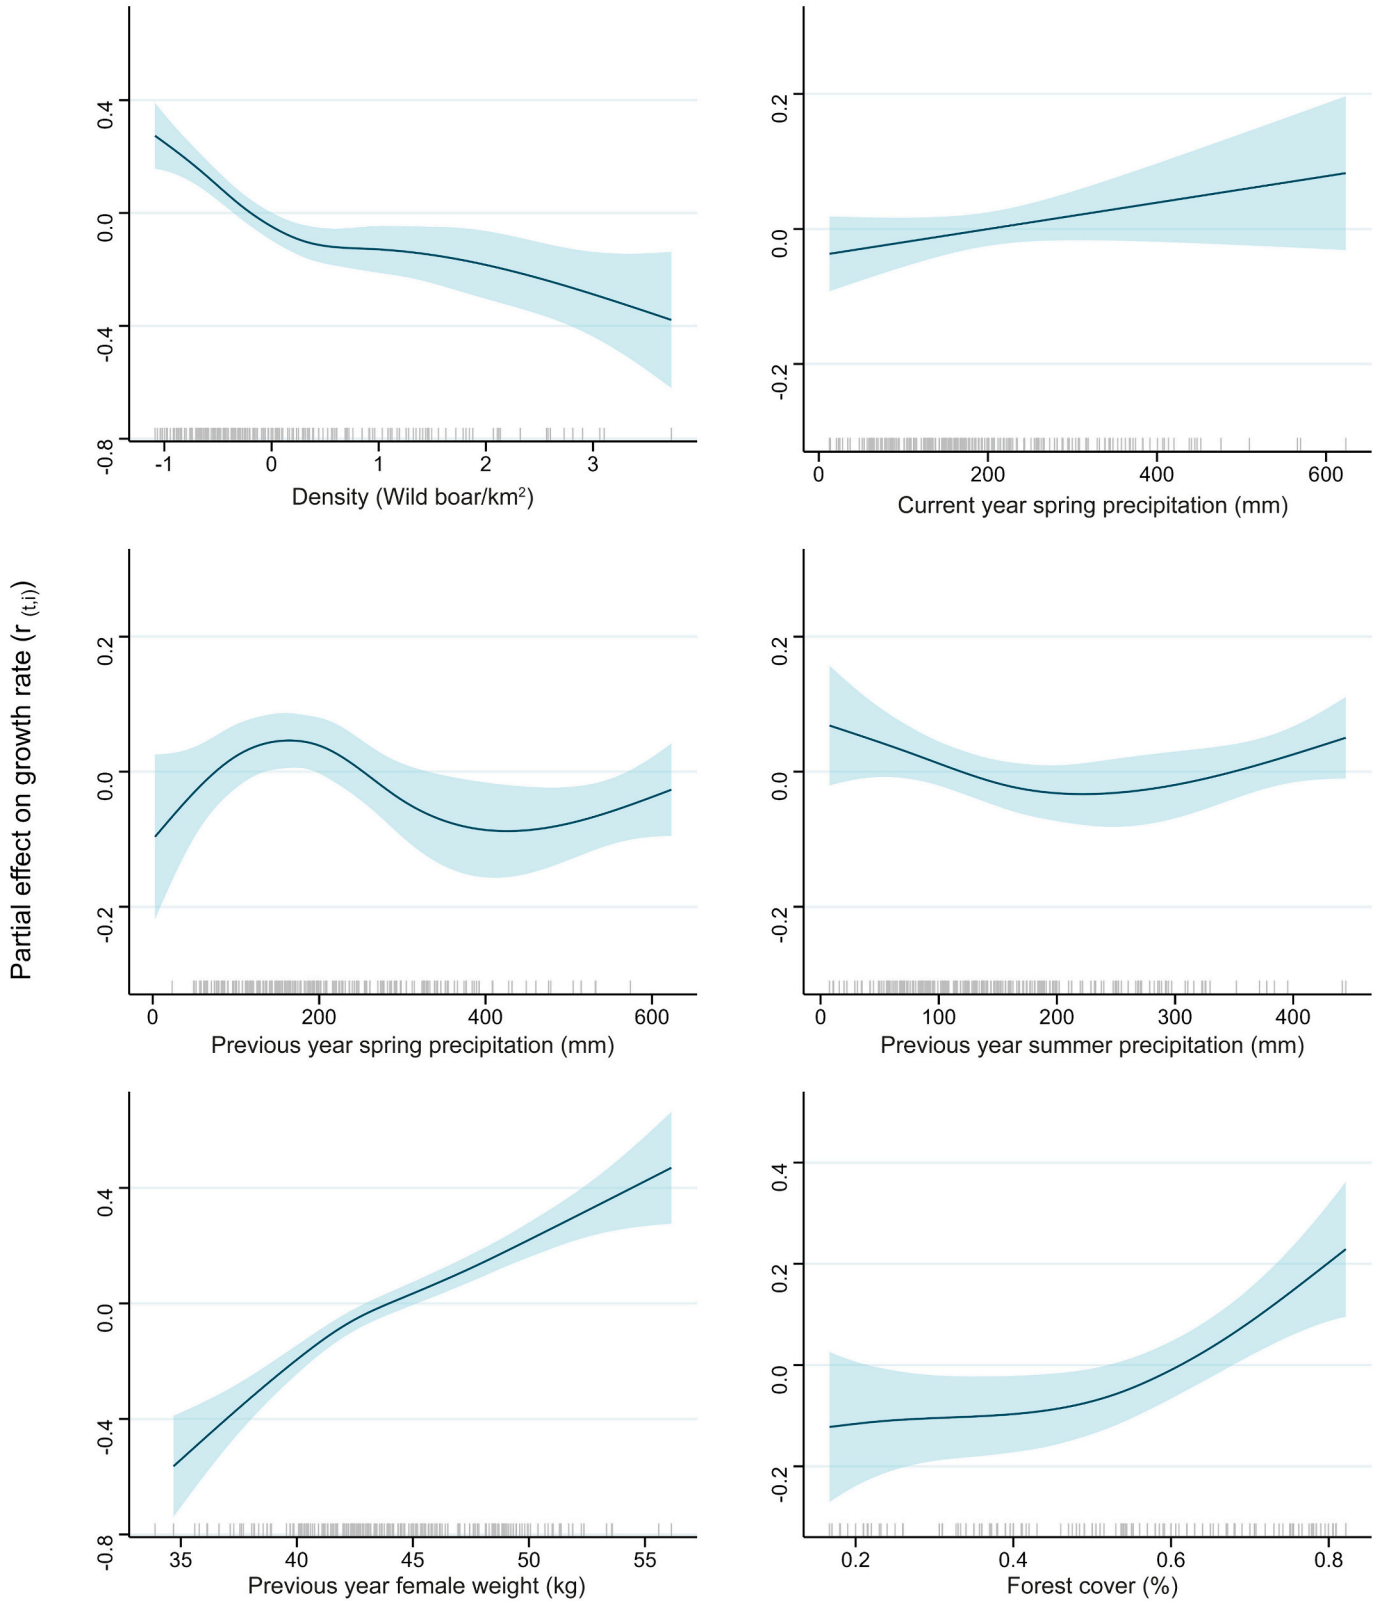 0.4
0.0
-0.4
-0.8
-1 0 1 2 3
Density (Wild boar/km²)
0.2
0.0
-0.2
0 200 400 600
Current year spring precipitation (mm)
Partial effect on growth rate (r (t,i))
0.2
0.0
-0.2
0 200 400 600
Previous year spring precipitation (mm)
0.2
0.0
-0.2
0 100 200 300 400
Previous year summer precipitation (mm)
0.4
0.0
-0.4
-0.8
35 40 45 50 55
Previous year female weight (kg)
0.4
0.2
0.0
-0.2
0.2 0.4 0.6 0.8
Forest cover (%)